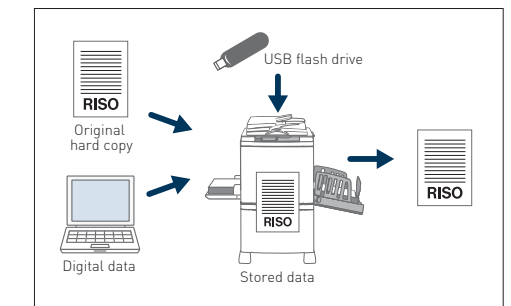 USB flash drive
RISO
Original
hard copy
RISO
RISO
Digital data
Stored data